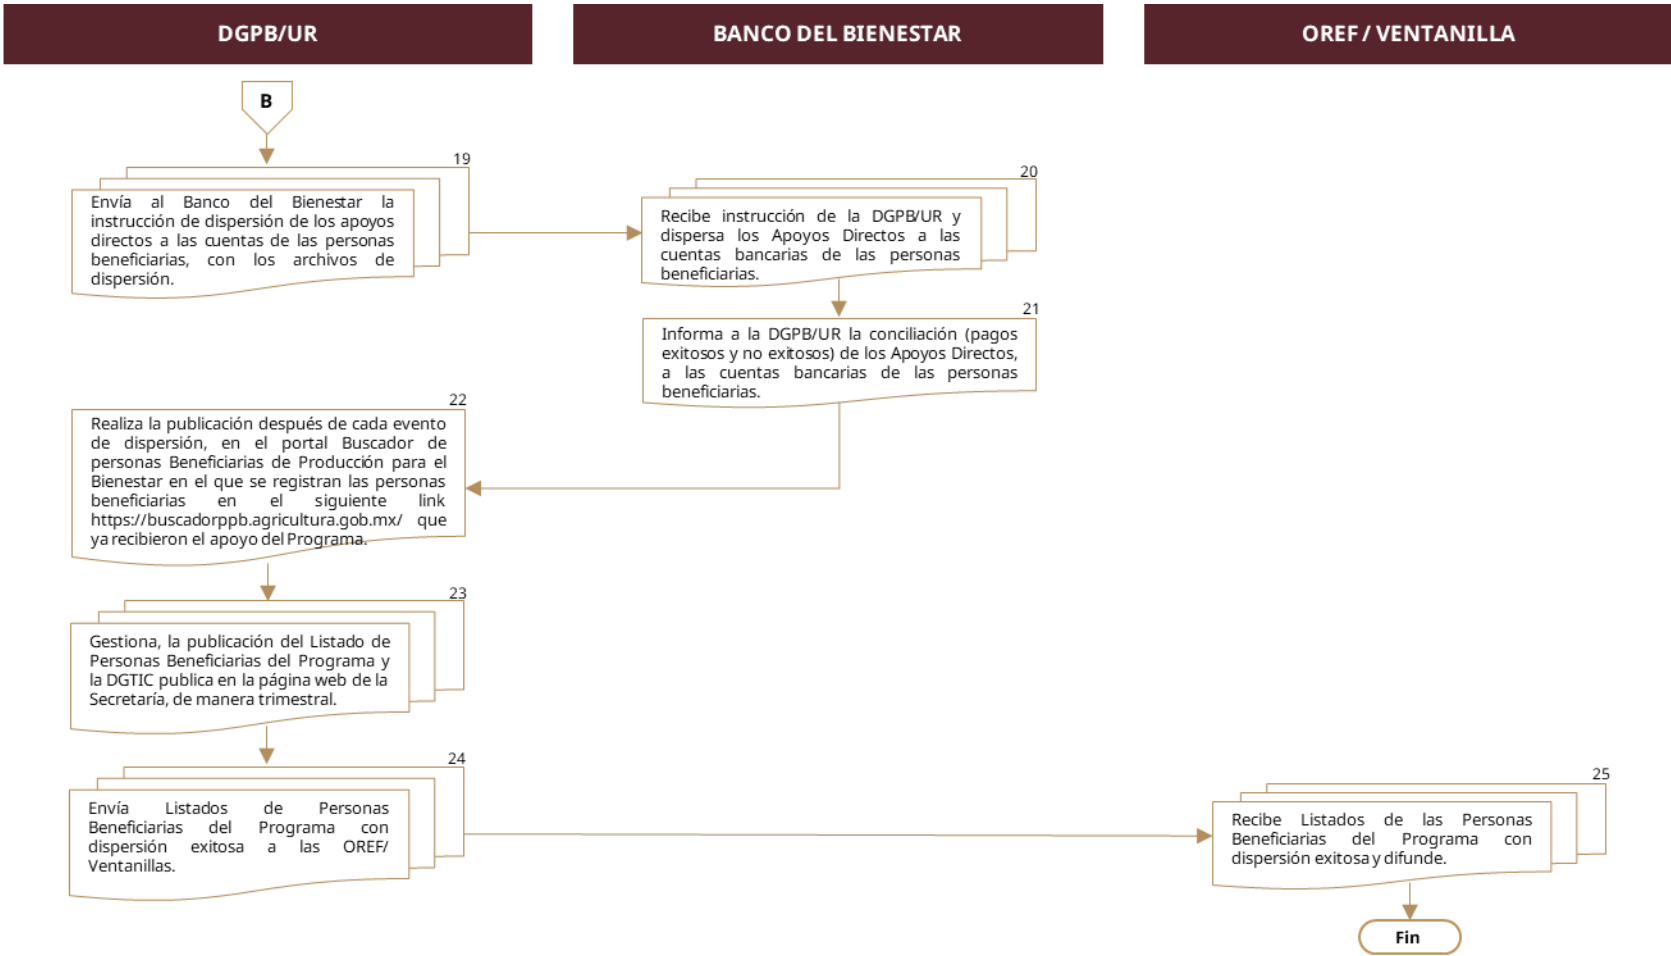 DGPB/UR
BANCO DEL BIENESTAR
OREF / VENTANILLA
B
19
Envía al Banco del Bienestar la
instrucción de dispersión de los apoyos
directos a las cuentas de las personas
beneficiarias, con los archivos de
dispersión.
20
Recibe instrucción de la DGPB/UR y
dispersa los Apoyos Directos a las
cuentas bancarias de las personas
beneficiarias.
21
Informa a la DGPB/UR la conciliación (pagos
exitosos y no exitosos) de los Apoyos Directos,
a las cuentas bancarias de las personas
beneficiarias.
22
Realiza la publicación después de cada evento
de dispersión, en el portal Buscador de
personas Beneficiarias de Producción para el
Bienestar en el que se registran las personas
beneficiarias en el siguiente link
https://buscadorppb.agricultura.gob.mx/ que
ya recibieron el apoyo del Programa.
23
Gestiona, la publicación del Listado de
Personas Beneficiarias del Programa y
la DGTIC publica en la página web de la
Secretaría, de manera trimestral.
24
Envía Listados de Personas
Beneficiarias del Programa con
dispersión exitosa a las OREF/
Ventanillas.
25
Recibe Listados de las Personas
Beneficiarias del Programa con
dispersión exitosa y difunde.
Fin